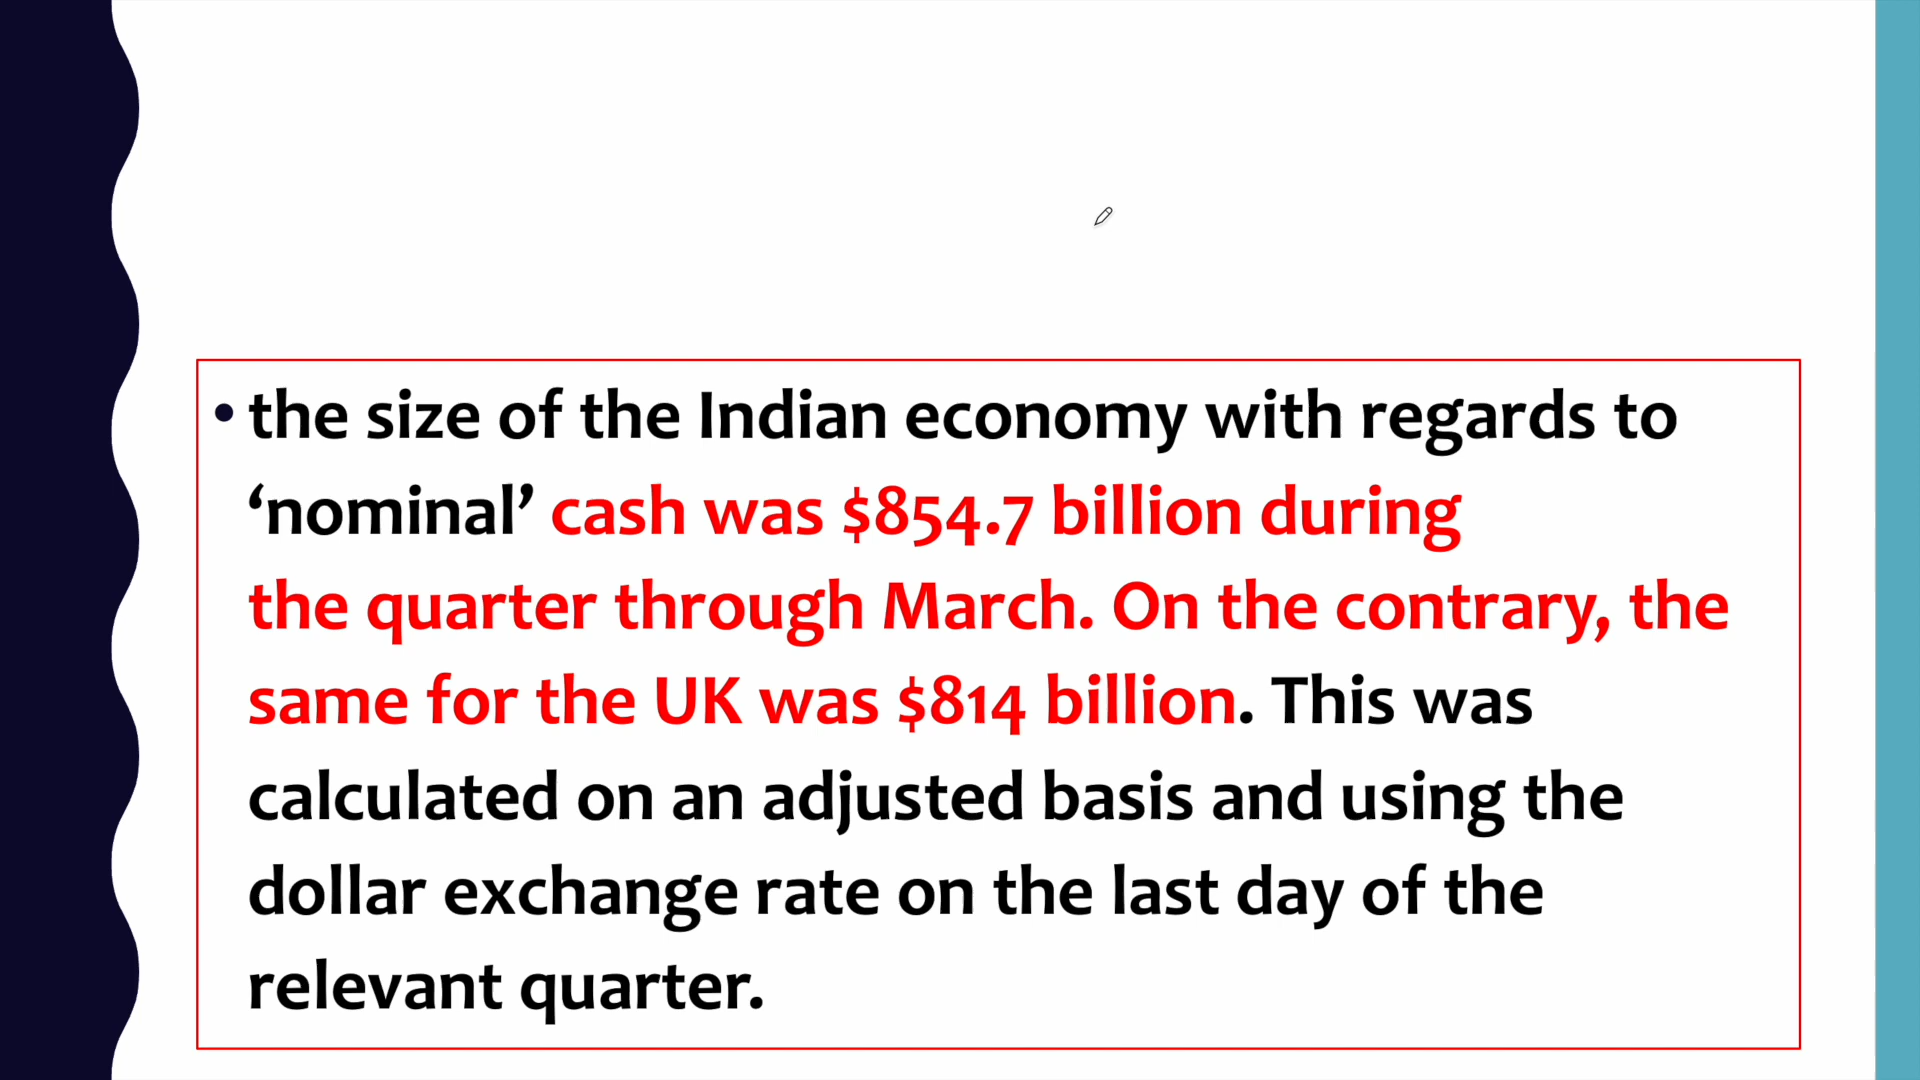 • the size of the Indian economy with regards to
‘nominal’ cash was $854.7 billion during
the quarter through March. On the contrary, the
same for the UK was $814 billion. This was
calculated on an adjusted basis and using the
dollar exchange rate on the last day of the
relevant quarter.